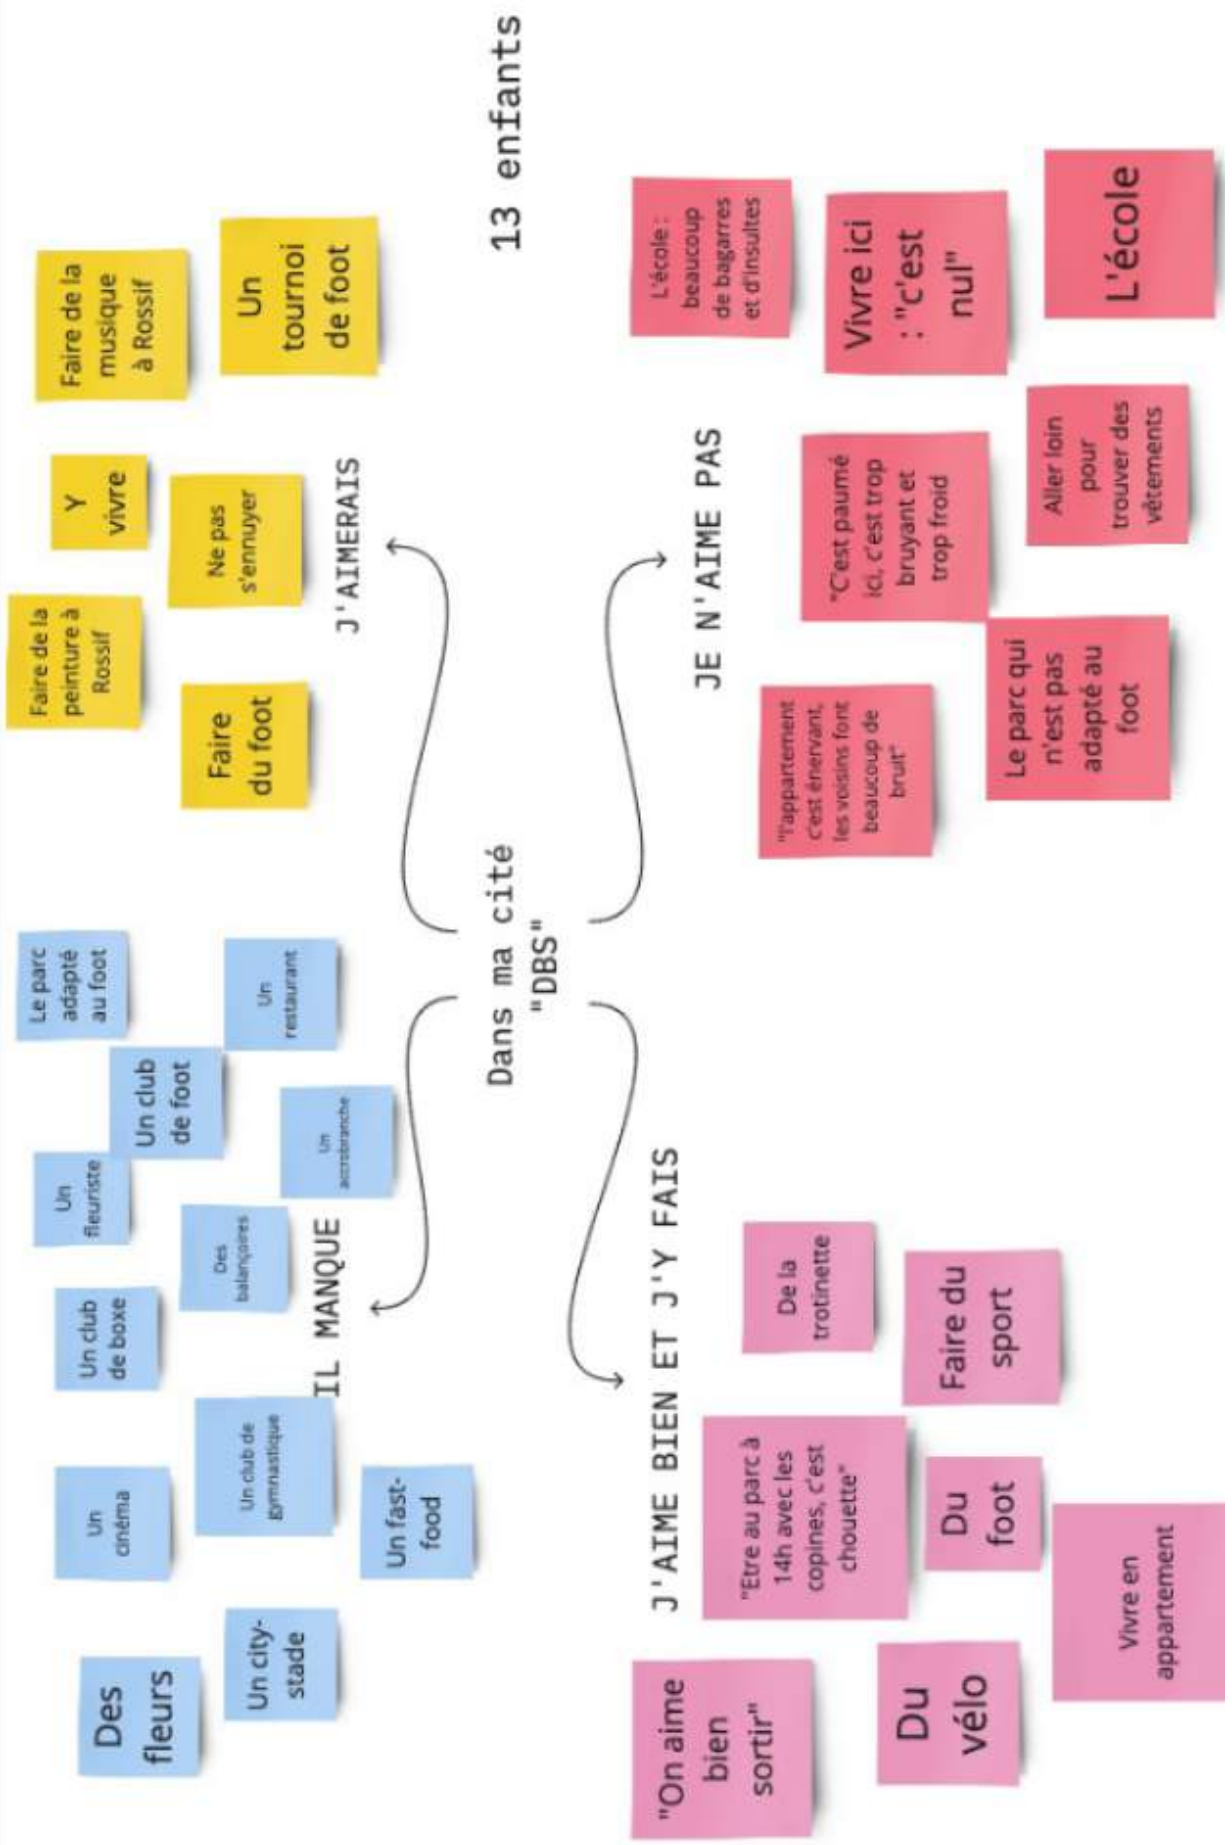 Des
fleurs
Un city-
stade
Un
cinéma
Un club de
gymnastique
Un fast-
food
Un club
de boxe
Des
balançoires
Un
fleuriste
Un club
de foot
Un
accrobranche
Le parc
adapté
au foot
Un
restaurant
IL MANQUE
Faire de la
peinture à
Rossif
Faire
du foot
Y
vivre
Ne pas
s'ennuyer
Faire de la
musique
à Rossif
Un
tournoi
de foot
J'AIMERAIS
13 enfants
Dans ma cité
"DBS"
J'AIME BIEN ET J'Y FAIS
"On aime
bien
sortir"
Du
vélo
"Etre au parc à
14h avec les
copines, c'est
chouette"
Du
foot
Vivre en
appartement
De la
trotinette
Faire du
sport
JE N'AIME PAS
"l'appartement
c'est énervant,
les voisins font
beaucoup de
bruit"
"C'est paumé
ici, c'est trop
bruyant et
trop froid
Le parc qui
n'est pas
adapté au
foot
Aller loin
pour
trouver des
vêtements
L'école :
beaucoup
de bagarres
et d'insultes
Vivre ici
: "c'est
nul"
L'école